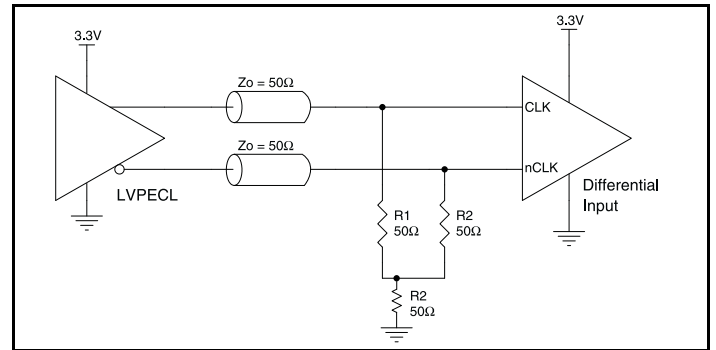 3.3V
3.3V
Zo = 50Ω
CLK
Zo = 50Ω
nCLK
LVPECL
Differential
Input
R1
50Ω
R2
50Ω
R2
50Ω